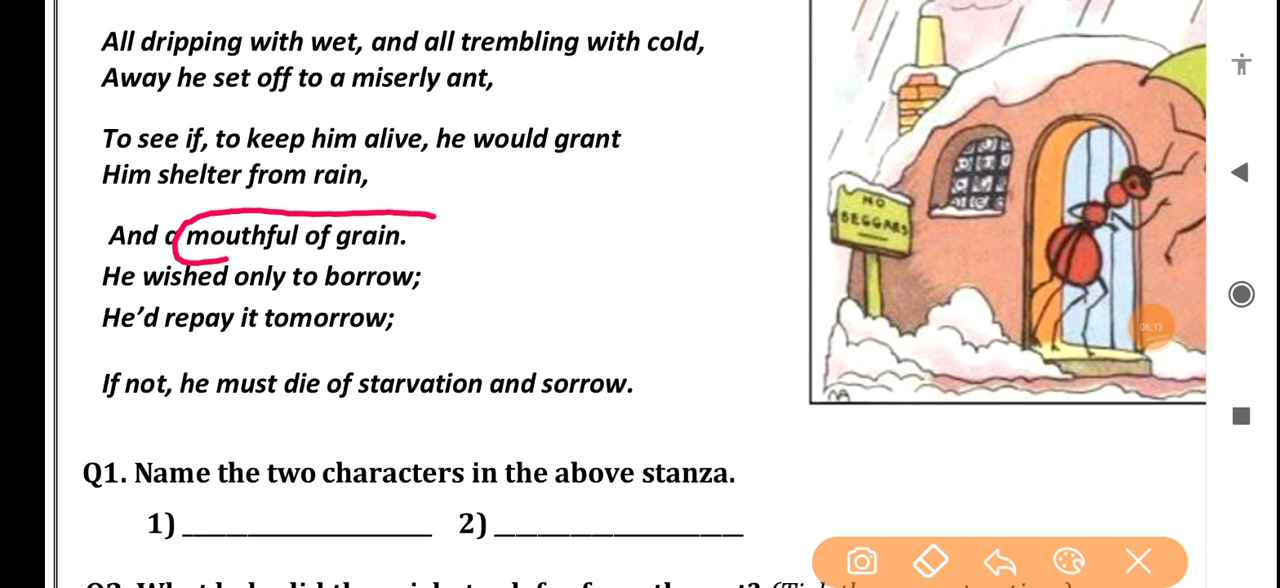 All dripping with wet, and all trembling with cold,
Away he set off to a miserly ant,
To see if, to keep him alive, he would grant
Him shelter from rain,
And a mouthful of grain.
He wished only to borrow;
He’d repay it tomorrow;
If not, he must die of starvation and sorrow.
NO
BEGGARS
06:13
Q1. Name the two characters in the above stanza.
1) __________________ 2) __________________